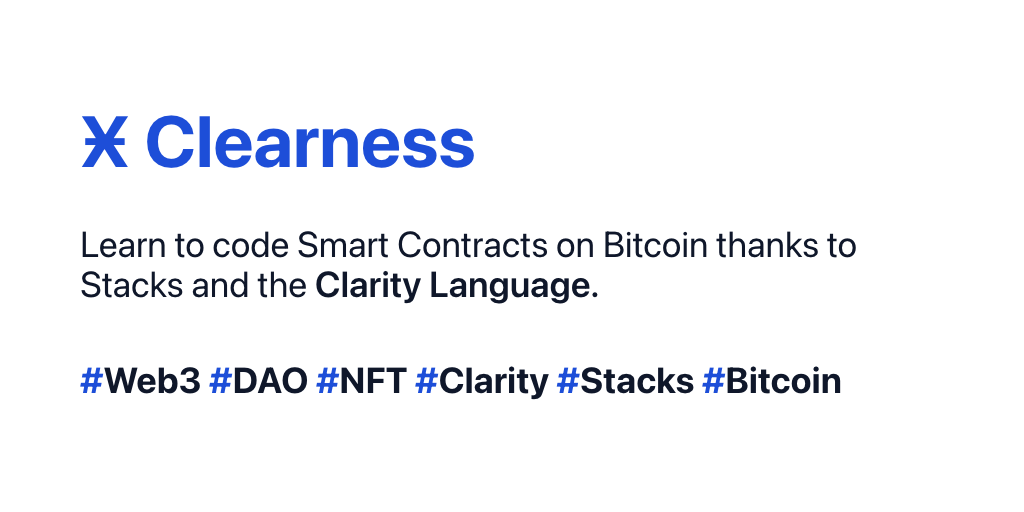 Ӿ Clearness
Learn to code Smart Contracts on Bitcoin thanks to
Stacks and the Clarity Language.
#Web3 #DAO #NFT #Clarity #Stacks #Bitcoin